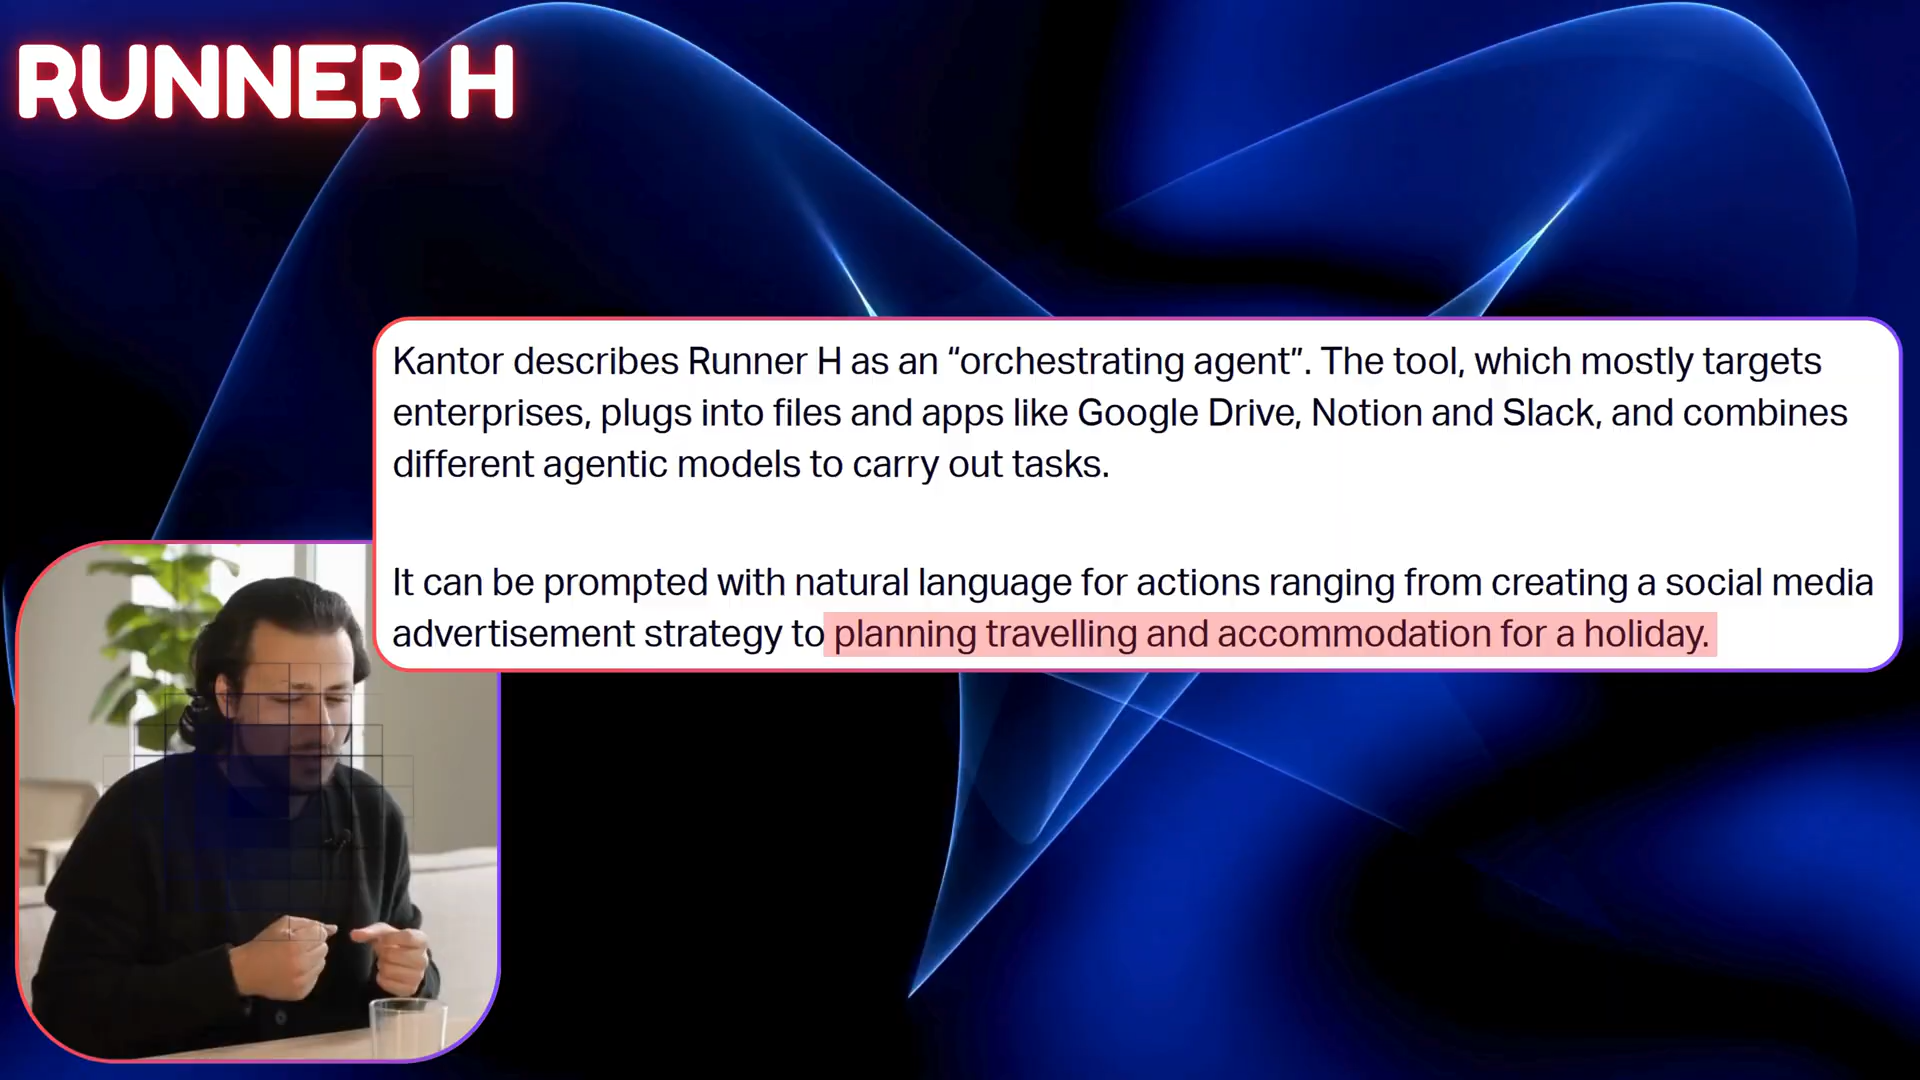 RUNNER H
Kantor describes Runner H as an “orchestrating agent”. The tool, which mostly targets
enterprises, plugs into files and apps like Google Drive, Notion and Slack, and combines
different agentic models to carry out tasks.
It can be prompted with natural language for actions ranging from creating a social media
advertisement strategy to planning travelling and accommodation for a holiday.